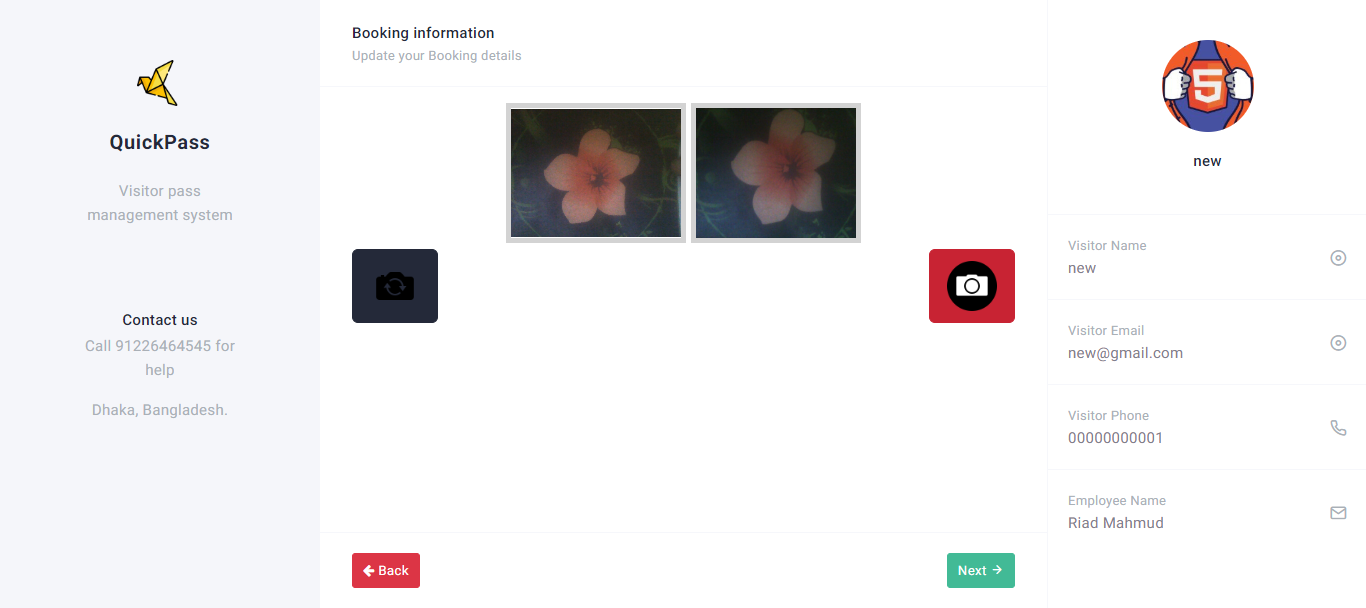 QuickPass
Visitor pass
management system
Contact us
Call 91226464545 for
help
Dhaka, Bangladesh.
Booking information
Update your Booking details
Back
Next
5
new
Visitor Name
new
Visitor Email
new@gmail.com
Visitor Phone
00000000001
Employee Name
Riad Mahmud